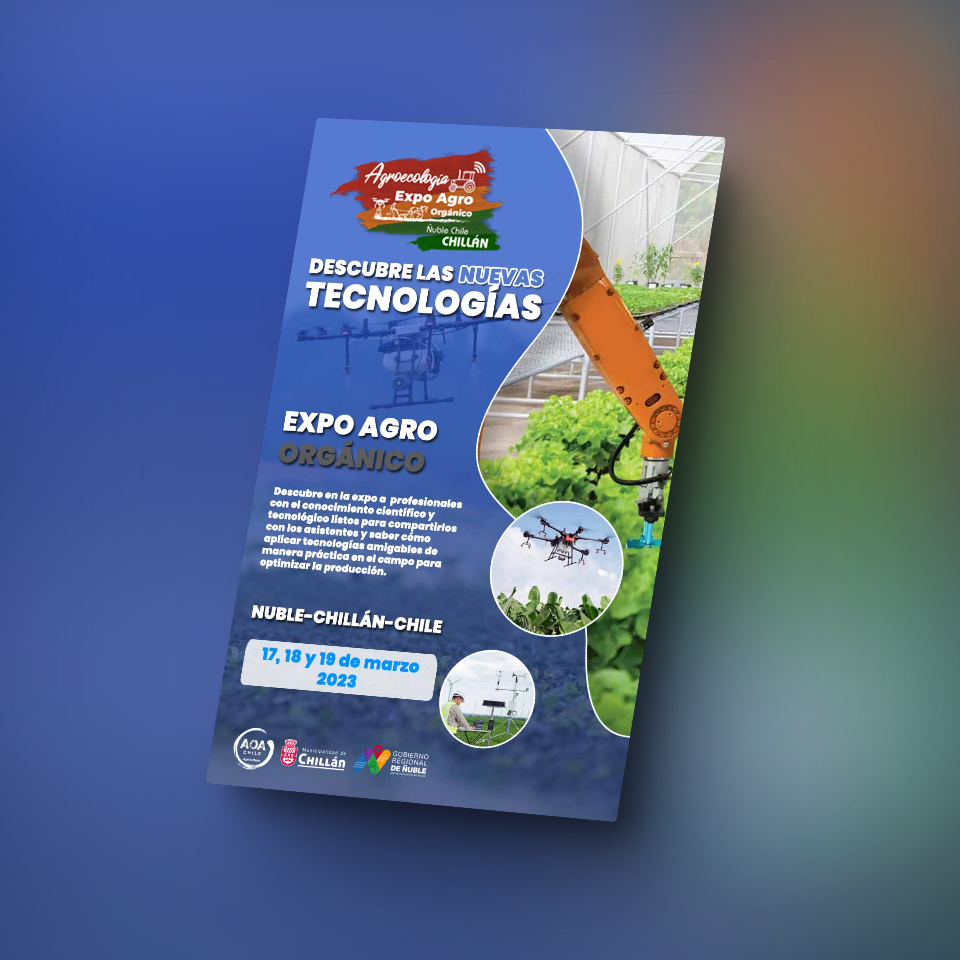 Agroecología
Expo Agro
Orgánico
Ñuble Chile
CHILLÁN
DESCUBRE LAS NUEVAS
TECNOLOGÍAS
EXPO AGRO
ORGÁNICO
Descubre en la expo a profesionales
con el conocimiento científico y
tecnológico listos para compartirlos
con los asistentes y saber cómo
aplicar tecnologías amigables de
manera práctica en el campo para
optimizar la producción.
NUBLE-CHILLÁN-CHILE
17, 18 y 19 de marzo
2023
AOA
CHILE
Municipalidad de
CHILLÁN
GOBIERNO
REGIONAL
DE ÑUBLE